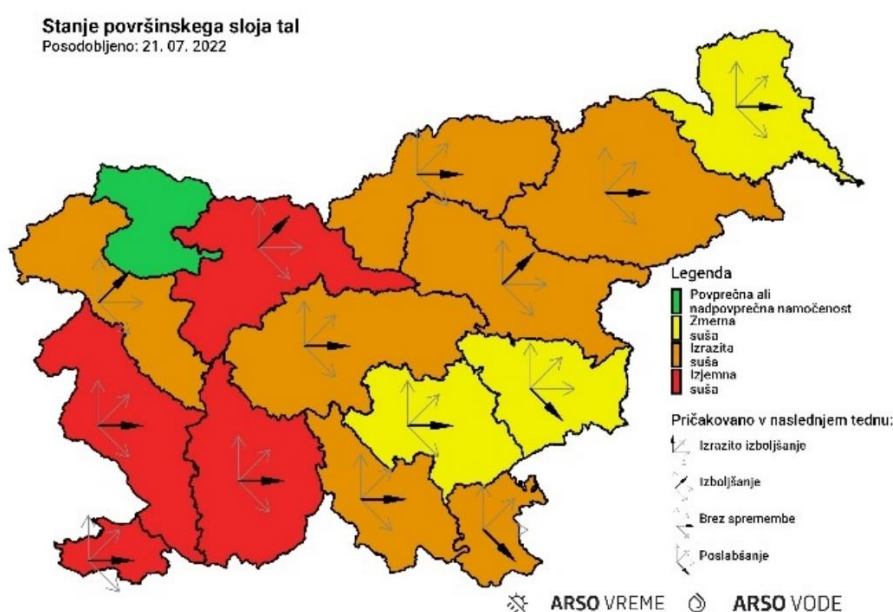 Stanje površinskega sloja tal
Posodobljeno: 21. 07. 2022
Legenda
Povprečna ali
nadpovprečna namočenost
Zmerna
suša
Izrazita
suša
Izjemna
suša
Pričakovano v naslednjem tednu:
Izrazito izboljšanje
Izboljšanje
Brez spremembe
Poslabšanje
ARSO VREME
ARSO VODE